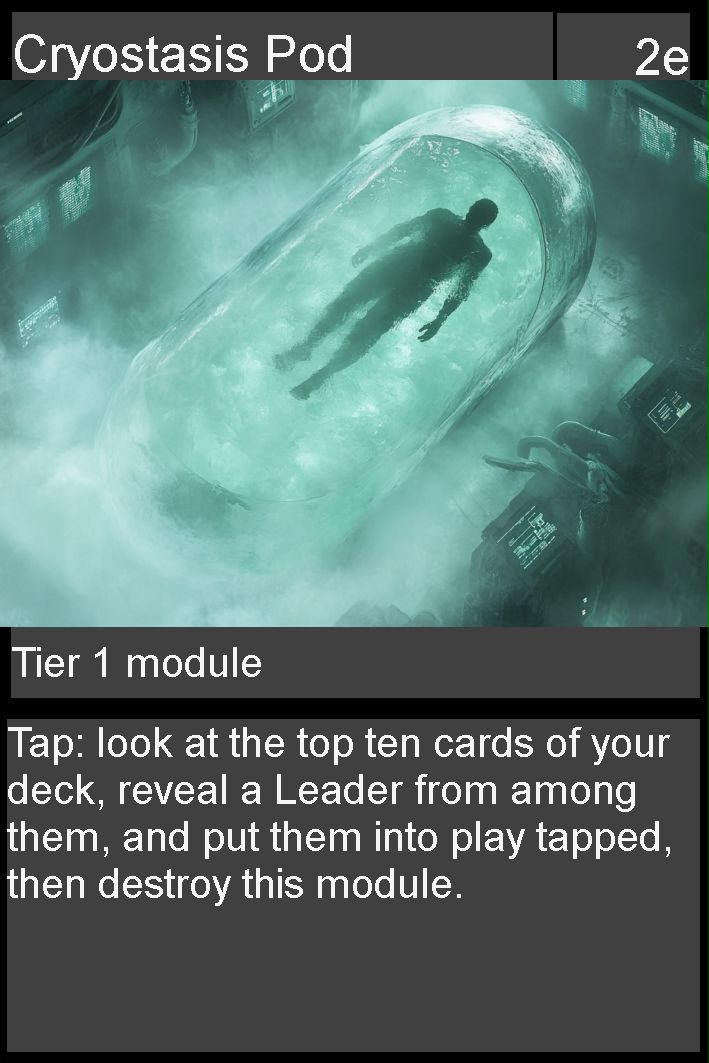 Cryostasis Pod
2e
Tier 1 module
Tap: look at the top ten cards of your
deck, reveal a Leader from among
them, and put them into play tapped,
then destroy this module.